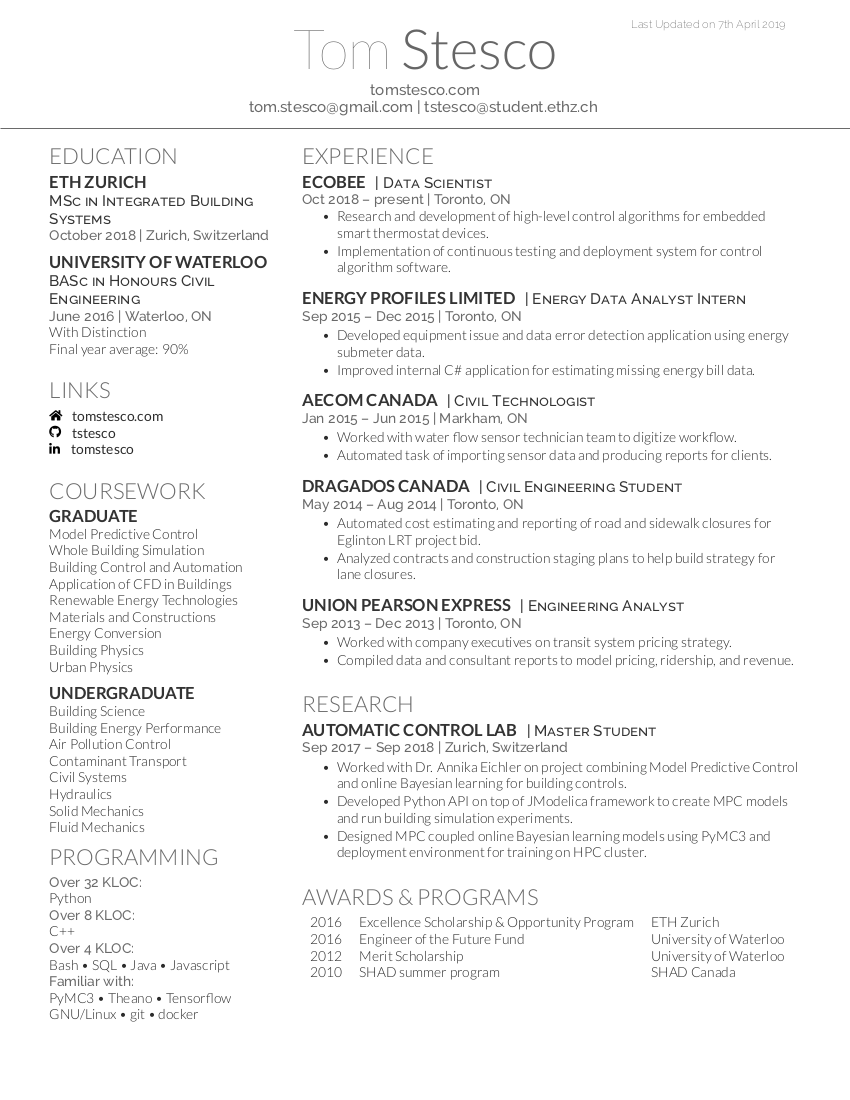 Last Updated on 7th April 2019
Tom Stesco
tomstesco.com
tom.stesco@gmail.com | tstesco@student.ethz.ch
EDUCATION
ETH ZURICH
MSc in Integrated Building
Systems
October 2018 | Zurich, Switzerland
UNIVERSITY OF WATERLOO
BASc in Honours Civil
Engineering
June 2016 | Waterloo, ON
With Distinction
Final year average: 90%
LINKS
tomstesco.com
tstesco
tomstesco
COURSEWORK
GRADUATE
Model Predictive Control
Whole Building Simulation
Building Control and Automation
Application of CFD in Buildings
Renewable Energy Technologies
Materials and Constructions
Energy Conversion
Building Physics
Urban Physics
UNDERGRADUATE
Building Science
Building Energy Performance
Air Pollution Control
Contaminant Transport
Civil Systems
Hydraulics
Solid Mechanics
Fluid Mechanics
PROGRAMMING
Over 32 KLOC:
Python
Over 8 KLOC:
C++
Over 4 KLOC:
Bash • SQL • Java • Javascript
Familiar with:
PyMC3 • Theano • Tensorflow
GNU/Linux • git • docker
EXPERIENCE
ECOBEE | Data Scientist
Oct 2018 – present | Toronto, ON
• Research and development of high-level control algorithms for embedded
smart thermostat devices.
• Implementation of continuous testing and deployment system for control
algorithm software.
ENERGY PROFILES LIMITED | Energy Data Analyst Intern
Sep 2015 – Dec 2015 | Toronto, ON
• Developed equipment issue and data error detection application using energy
submeter data.
• Improved internal C# application for estimating missing energy bill data.
AECOM CANADA | Civil Technologist
Jan 2015 – Jun 2015 | Markham, ON
• Worked with water flow sensor technician team to digitize workflow.
• Automated task of importing sensor data and producing reports for clients.
DRAGADOS CANADA | Civil Engineering Student
May 2014 – Aug 2014 | Toronto, ON
• Automated cost estimating and reporting of road and sidewalk closures for
Eglinton LRT project bid.
• Analyzed contracts and construction staging plans to help build strategy for
lane closures.
UNION PEARSON EXPRESS | Engineering Analyst
Sep 2013 – Dec 2013 | Toronto, ON
• Worked with company executives on transit system pricing strategy.
• Compiled data and consultant reports to model pricing, ridership, and revenue.
RESEARCH
AUTOMATIC CONTROL LAB | Master Student
Sep 2017 – Sep 2018 | Zurich, Switzerland
• Worked with Dr. Annika Eichler on project combining Model Predictive Control
and online Bayesian learning for building controls.
• Developed Python API on top of JModelica framework to create MPC models
and run building simulation experiments.
• Designed MPC coupled online Bayesian learning models using PyMC3 and
deployment environment for training on HPC cluster.
AWARDS & PROGRAMS
2016 Excellence Scholarship & Opportunity Program ETH Zurich
2016 Engineer of the Future Fund University of Waterloo
2012 Merit Scholarship University of Waterloo
2010 SHAD summer program SHAD Canada